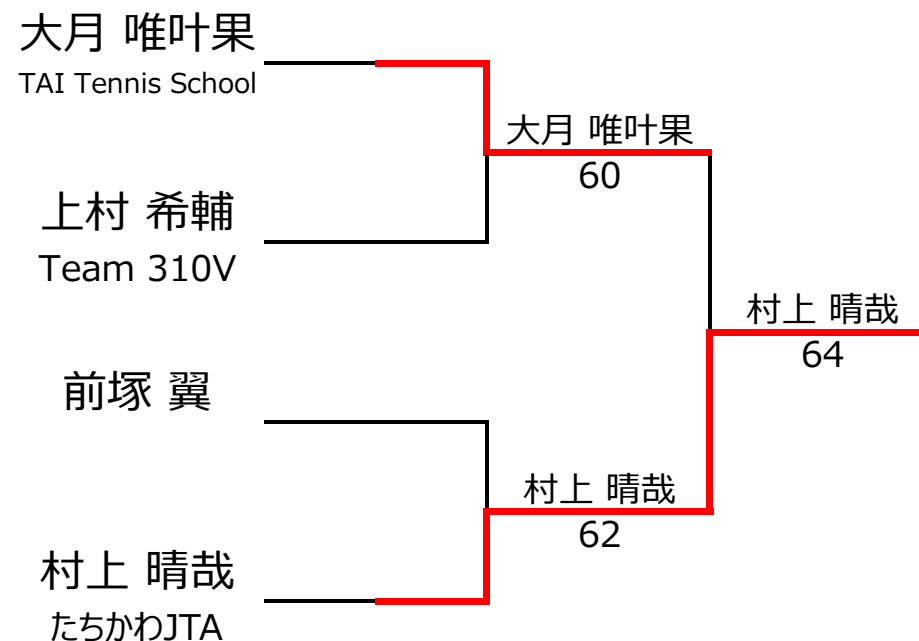 大月 唯叶果
TAI Tennis School
上村 希輔
Team 310V
前塚 翼
村上 晴哉
たちかわJTA
大月 唯叶果
60
村上 晴哉
62
村上 晴哉
64